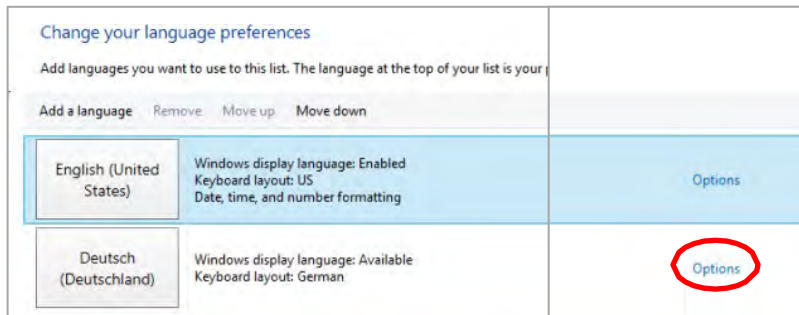 Change your language preferences
Add languages you want to use to this list. The language at the top of your list is your
Add a language Remove Move up Move down
English (United
States)
Windows display language: Enabled
Keyboard layout: US
Date, time, and number formatting
Options
Deutsch
(Deutschland)
Windows display language: Available
Keyboard layout: German
Options